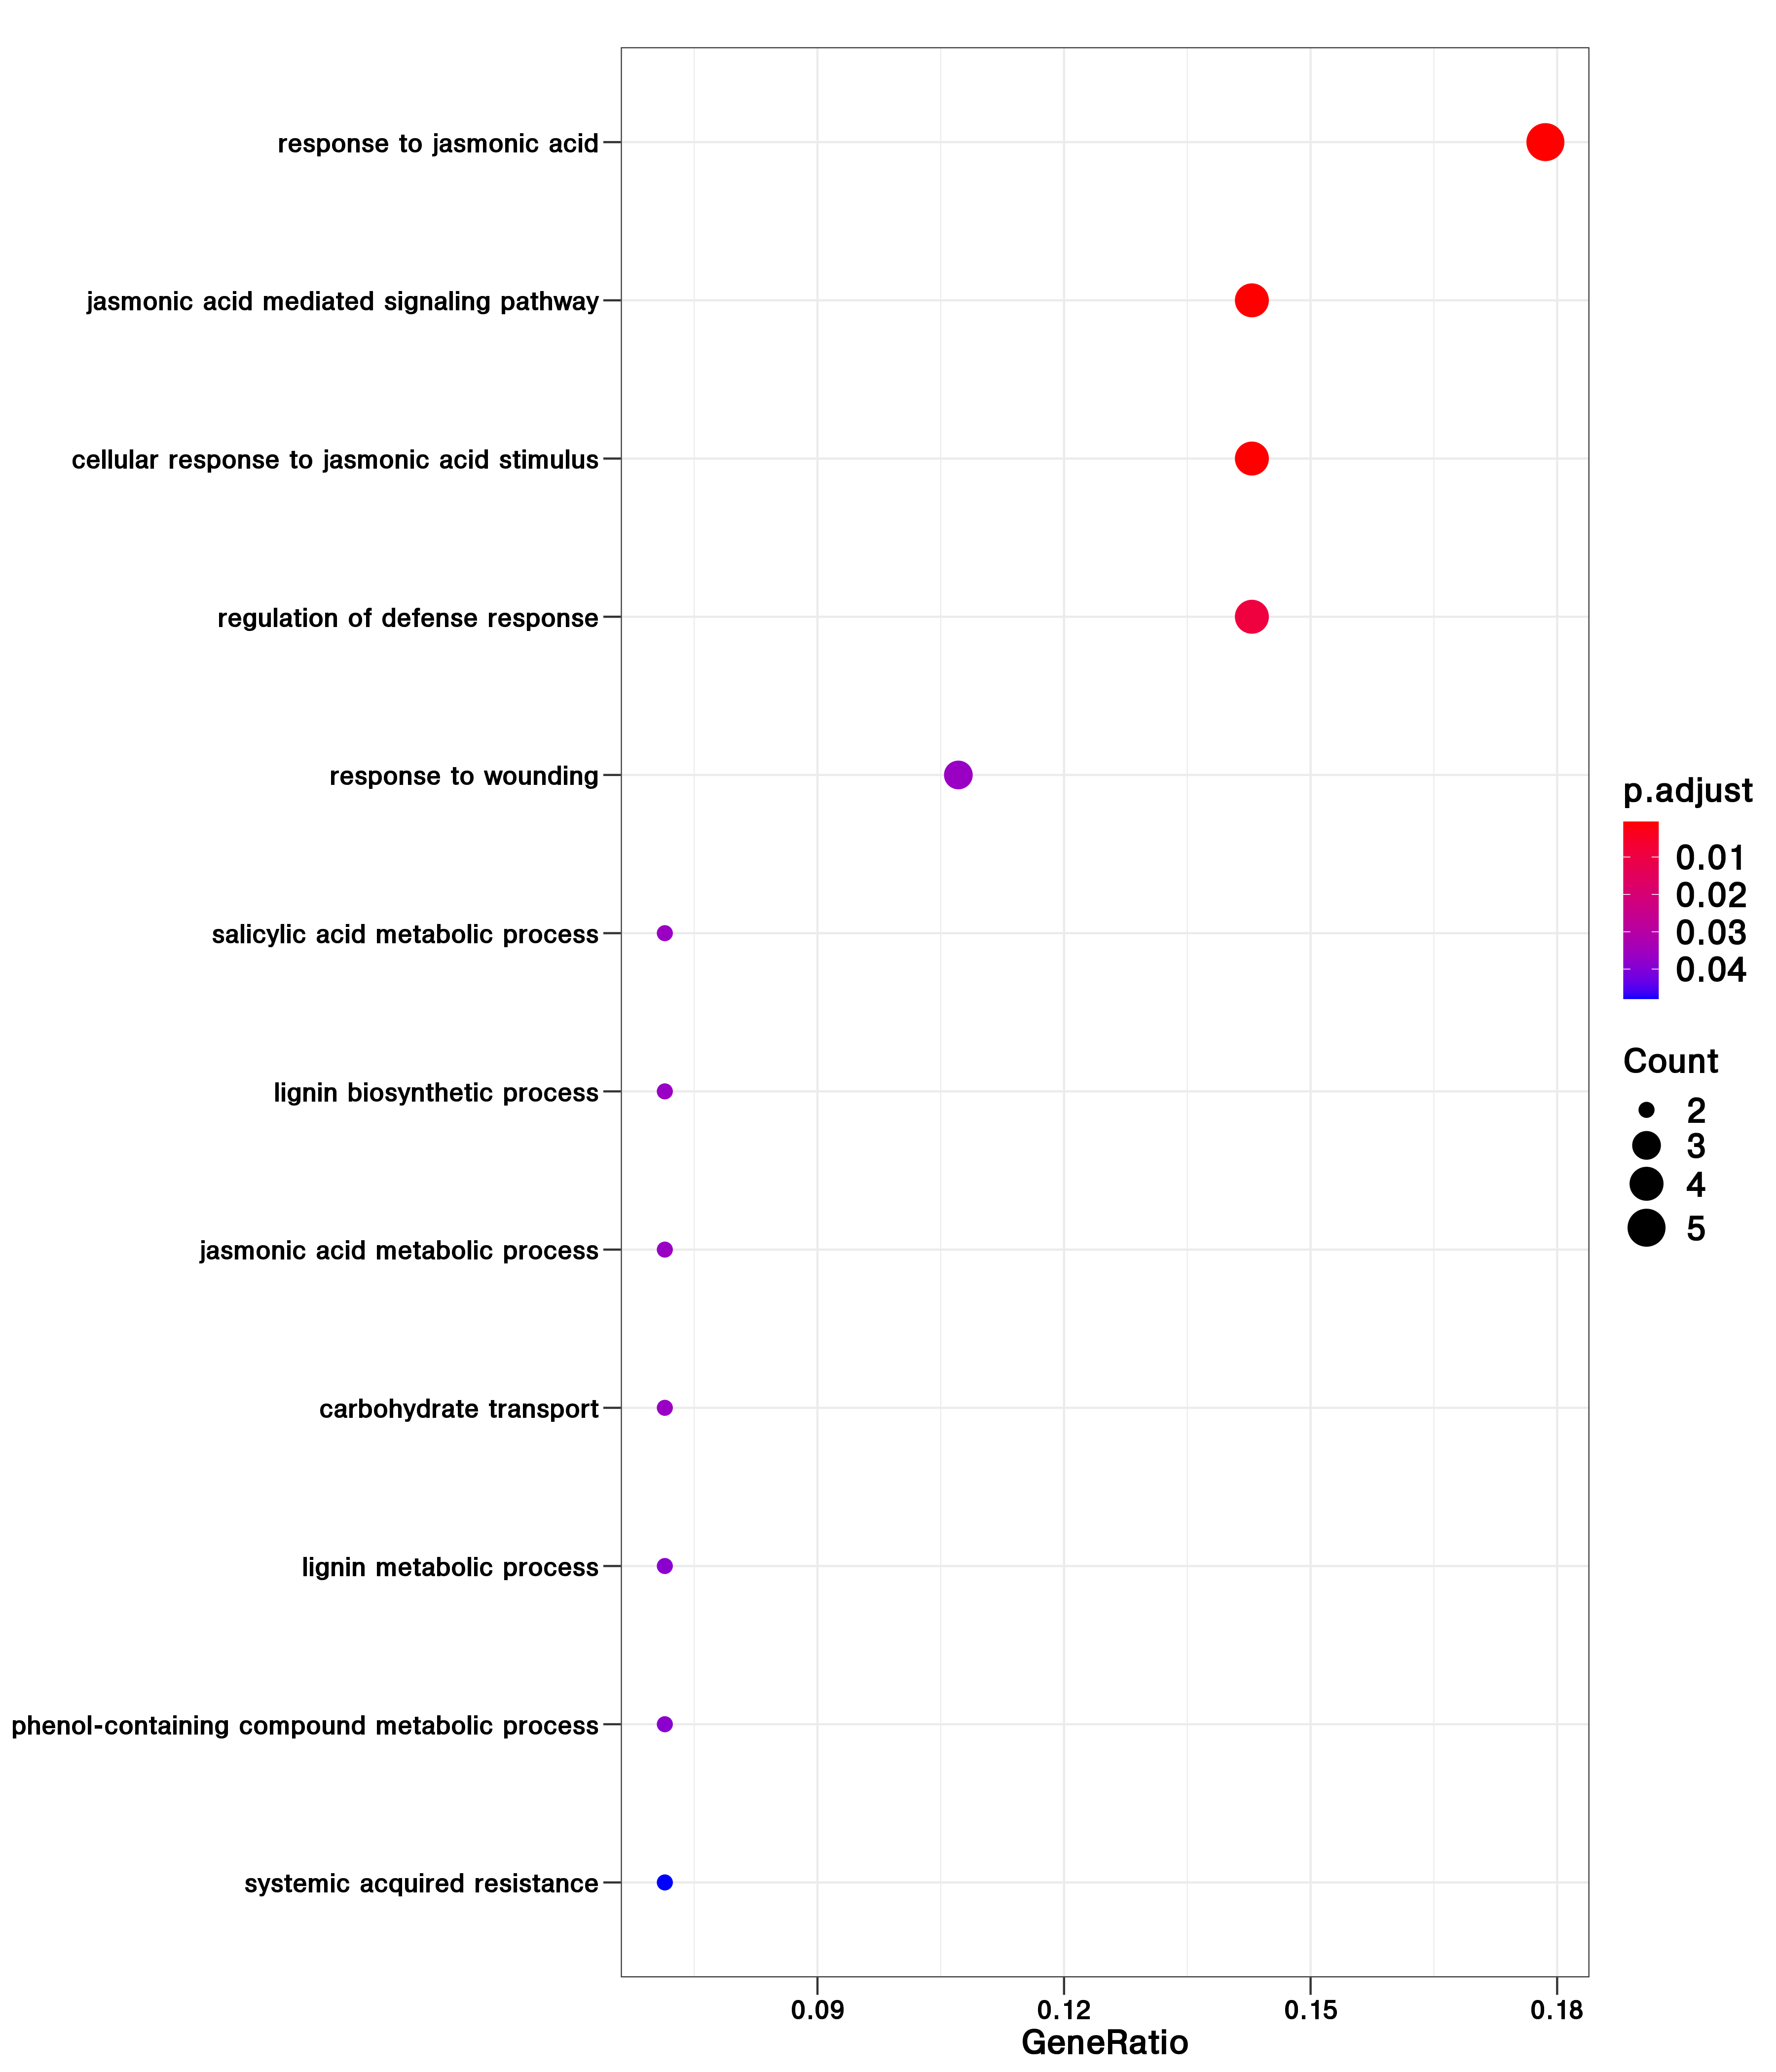 response to jasmonic acid
jasmonic acid mediated signaling pathway
cellular response to jasmonic acid stimulus
regulation of defense response
response to wounding
salicylic acid metabolic process
lignin biosynthetic process
jasmonic acid metabolic process
carbohydrate transport
lignin metabolic process
phenol-containing compound metabolic process
systemic acquired resistance
0.09
0.12
0.15
0.18
GeneRatio
p.adjust
0.01
0.02
0.03
0.04
Count
2
3
4
5